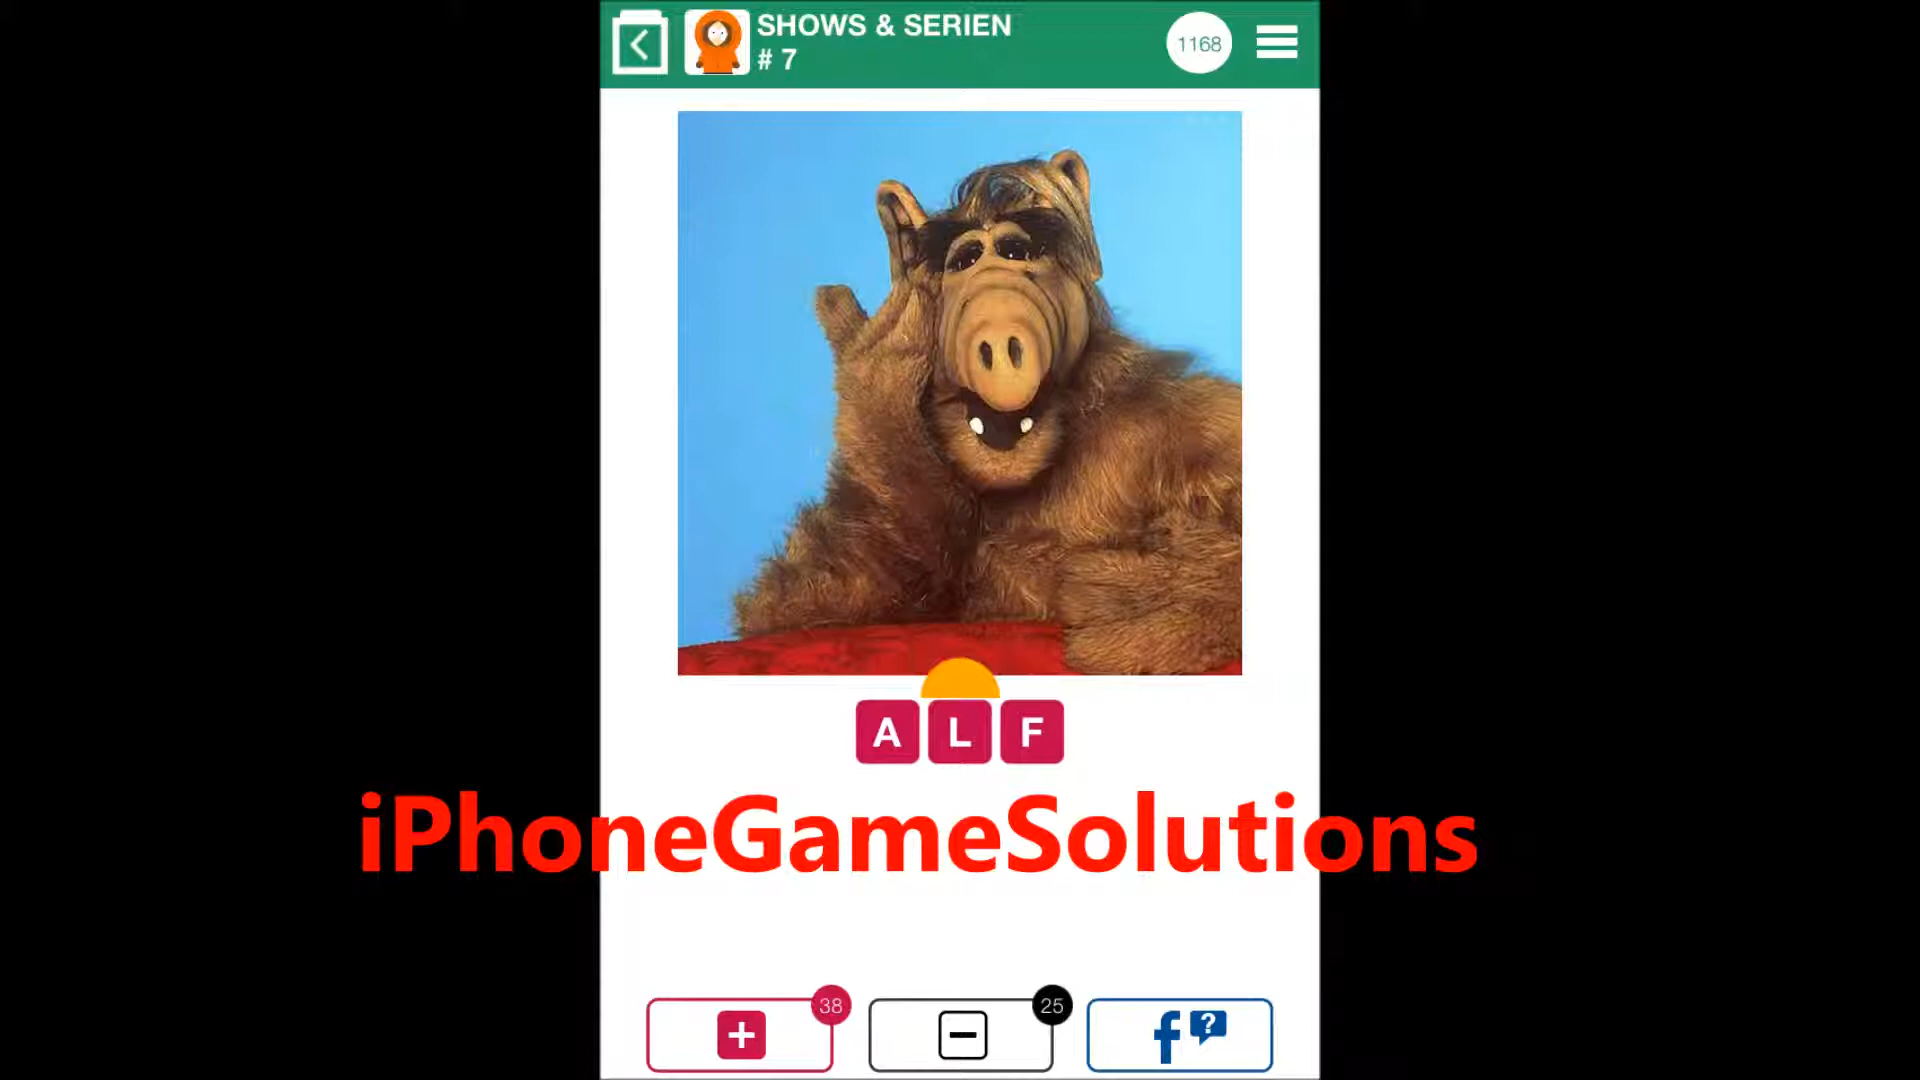 SHOWS & SERIEN
# 7
1168
A L F
iPhoneGameSolutions
38
25
f ?